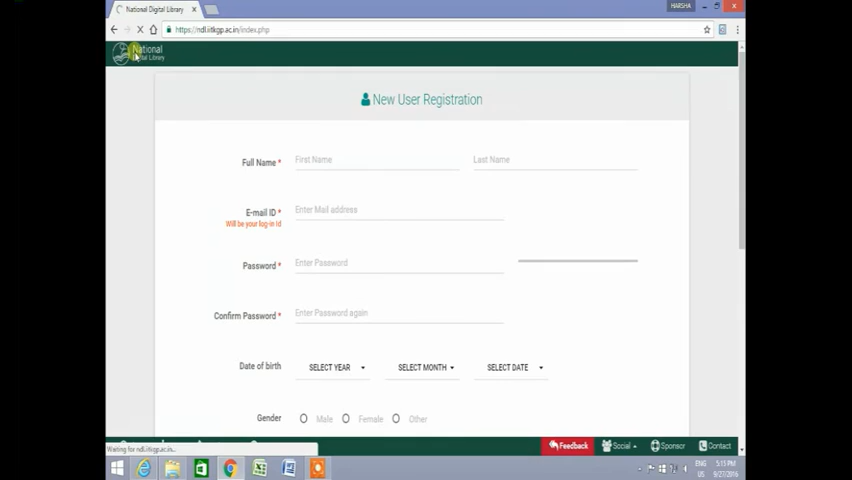 National Digital Library
HARSHA
https://ndl.iitkgp.ac.in/index.php
National
Digital Library
New User Registration
Full Name * First Name Last Name
E-mail ID * Enter Mail address
Will be your log-in Id
Password * Enter Password
Confirm Password * Enter Password again
Date of birth SELECT YEAR SELECT MONTH SELECT DATE
Gender Male Female Other
Feedback Social Sponsor Contact
Waiting for ndl.iitkgp.ac.in...
ENG 5:15 PM
US 9/27/2016